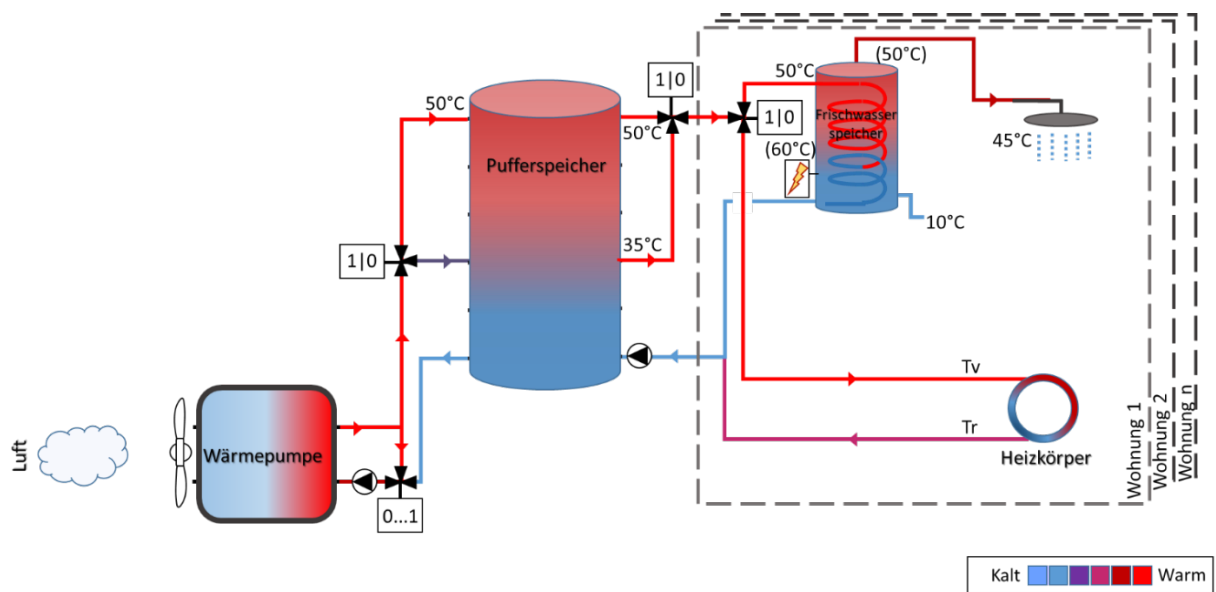 (50°C)
50°C
1|0
50°C
50°C
1|0
Frischwasser
speicher
45°C
Pufferspeicher
(60°C)
10°C
35°C
1|0
Tv
Tr
Wärmepumpe
Luft
Heizkörper
Wohnung 1
Wohnung 2
Wohnung n
0...1
Kalt
Warm